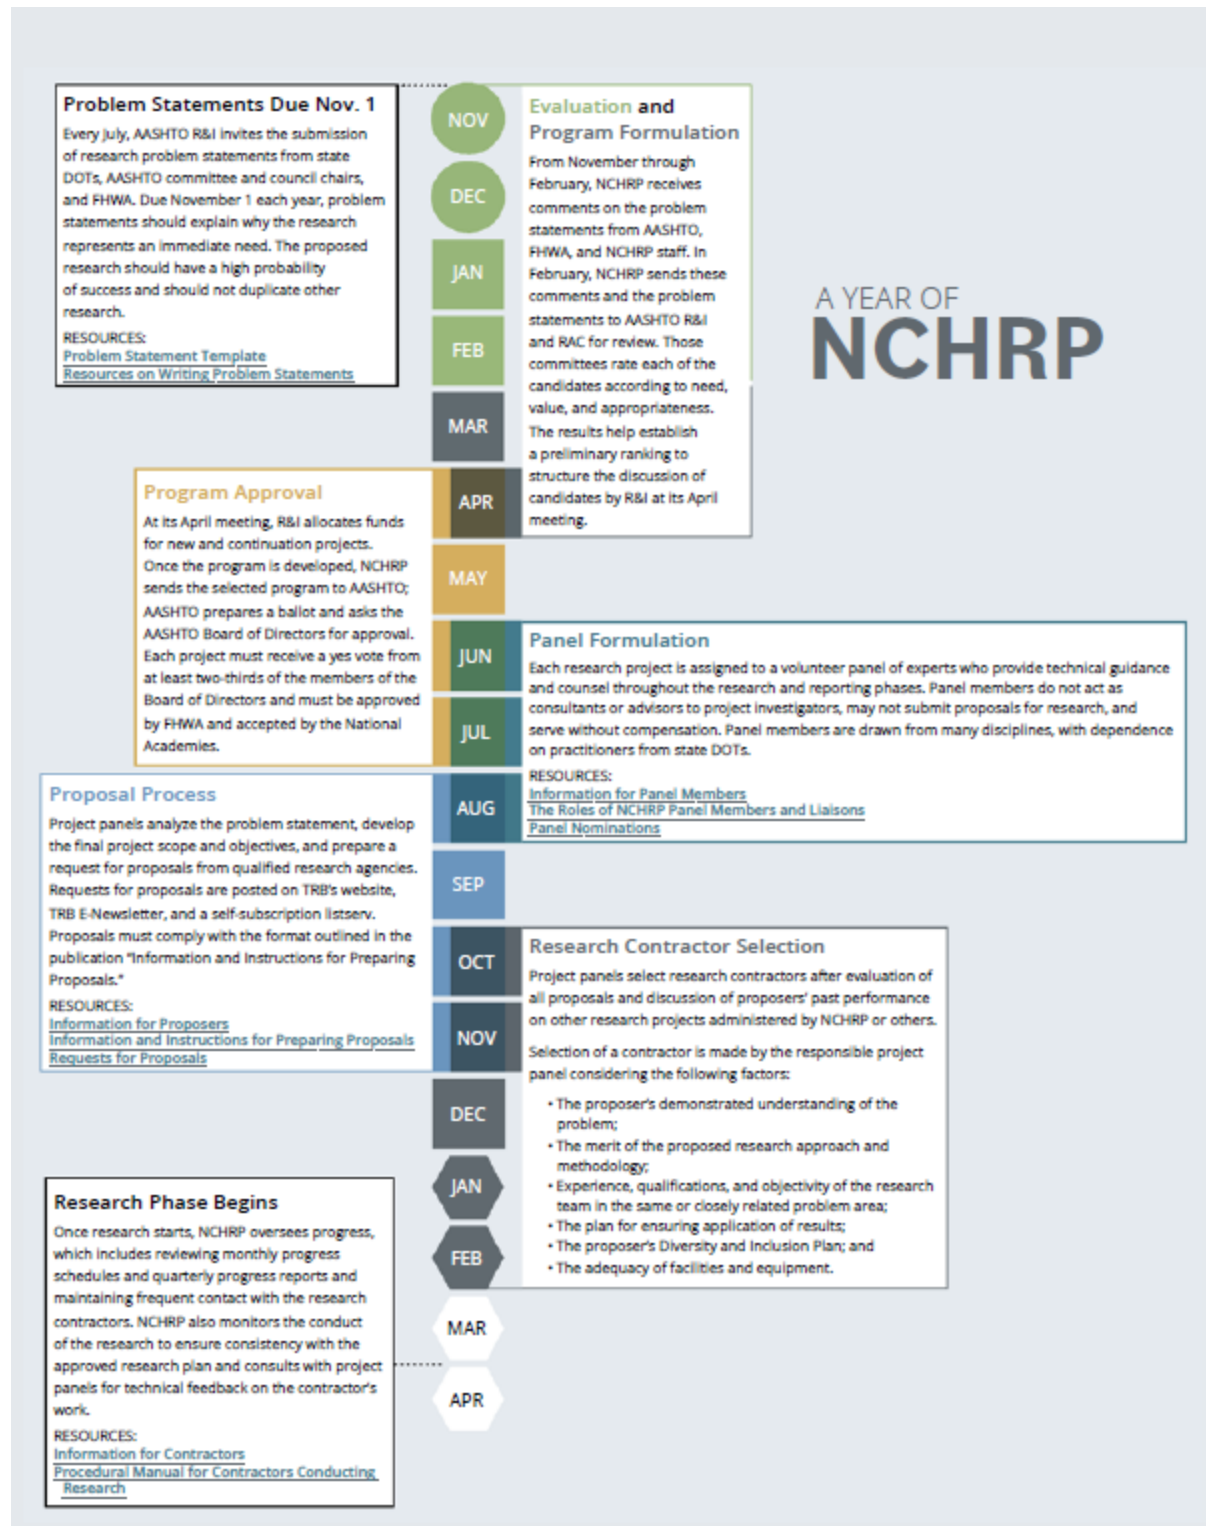 Problem Statements Due Nov. 1
Every July, AASHTO R&I invites the submission
of research problem statements from state
DOTs, AASHTO committee and council chairs,
and FHWA. Due November 1 each year, problem
statements should explain why the research
represents an immediate need. The proposed
research should have a high probability
of success and should not duplicate other
research.
RESOURCES:
Problem Statement Template
Resources on Writing Problem Statements
NOV
DEC
JAN
FEB
MAR
APR
MAY
JUN
JUL
AUG
SEP
OCT
NOV
DEC
JAN
FEB
MAR
APR
Evaluation and
Program Formulation
From November through
February, NCHRP receives
comments on the problem
statements from AASHTO,
FHWA, and NCHRP staff. In
February, NCHRP sends these
comments and the problem
statements to AASHTO R&I
and RAC for review. Those
committees rate each of the
candidates according to need,
value, and appropriateness.
The results help establish
a preliminary ranking to
structure the discussion of
candidates by R&I at its April
meeting.
A YEAR OF
NCHRP
Program Approval
At its April meeting, R&I allocates funds
for new and continuation projects.
Once the program is developed, NCHRP
sends the selected program to AASHTO;
AASHTO prepares a ballot and asks the
AASHTO Board of Directors for approval.
Each project must receive a yes vote from
at least two-thirds of the members of the
Board of Directors and must be approved
by FHWA and accepted by the National
Academies.
Panel Formulation
Each research project is assigned to a volunteer panel of experts who provide technical guidance
and counsel throughout the research and reporting phases. Panel members do not act as
consultants or advisors to project investigators, may not submit proposals for research, and
serve without compensation. Panel members are drawn from many disciplines, with dependence
on practitioners from state DOTs.
RESOURCES:
Information for Panel Members
The Roles of NCHRP Panel Members and Liaisons
Panel Nominations
Proposal Process
Project panels analyze the problem statement, develop
the final project scope and objectives, and prepare a
request for proposals from qualified research agencies.
Requests for proposals are posted on TRB's website,
TRB E-Newsletter, and a self-subscription listserv.
Proposals must comply with the format outlined in the
publication "Information and Instructions for Preparing
Proposals."
RESOURCES:
Information for Proposers
Information and Instructions for Preparing Proposals
Requests for Proposals
Research Contractor Selection
Project panels select research contractors after evaluation of
all proposals and discussion of proposers' past performance
on other research projects administered by NCHRP or others.
Selection of a contractor is made by the responsible project
panel considering the following factors:
• The proposer's demonstrated understanding of the
problem;
• The merit of the proposed research approach and
methodology;
• Experience, qualifications, and objectivity of the research
team in the same or closely related problem area;
• The plan for ensuring application of results;
• The proposer's Diversity and Inclusion Plan; and
• The adequacy of facilities and equipment.
Research Phase Begins
Once research starts, NCHRP oversees progress,
which includes reviewing monthly progress
schedules and quarterly progress reports and
maintaining frequent contact with the research
contractors. NCHRP also monitors the conduct
of the research to ensure consistency with the
approved research plan and consults with project
panels for technical feedback on the contractor's
work.
RESOURCES:
Information for Contractors
Procedural Manual for Contractors Conducting
Research